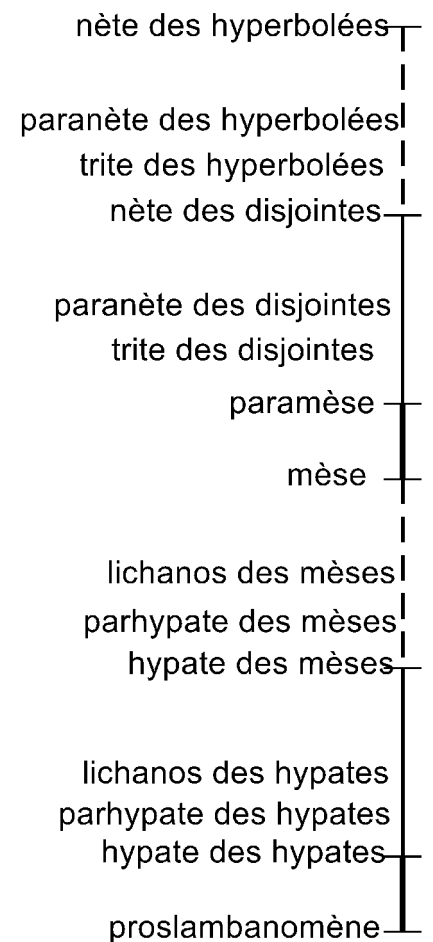 nète des hyperbolées
paranète des hyperbolées
trite des hyperbolées
nète des disjointes
paranète des disjointes
trite des disjointes
paramèse
mèse
lichanos des mèses
parhypate des mèses
hypate des mèses
lichanos des hypates
parhypate des hypates
hypate des hypates
proslambanomène